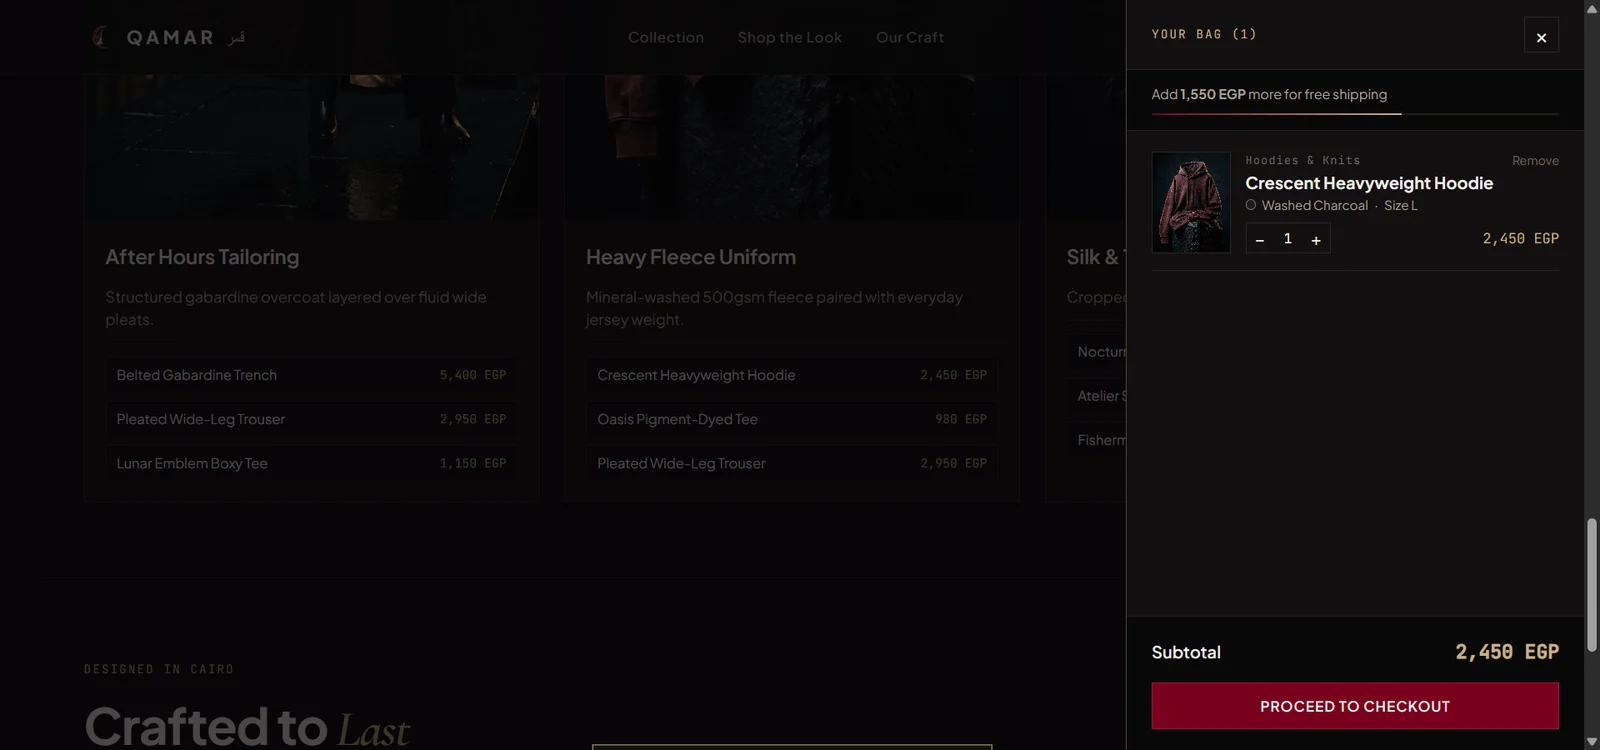 QAMAR قمر
Collection
Shop the Look
Our Craft
After Hours Tailoring
Structured gabardine overcoat layered over fluid wide
pleats.
Belted Gabardine Trench 5,400 EGP
Pleated Wide-Leg Trouser 2,950 EGP
Lunar Emblem Boxy Tee 1,150 EGP
Heavy Fleece Uniform
Mineral-washed 500gsm fleece paired with everyday
jersey weight.
Crescent Heavyweight Hoodie 2,450 EGP
Oasis Pigment-Dyed Tee 980 EGP
Pleated Wide-Leg Trouser 2,950 EGP
Silk &
Cropped
Nocturn
Atelier S
Fisherm
DESIGNED IN CAIRO
Crafted to Last
YOUR BAG (1)
×
Add 1,550 EGP more for free shipping
Hoodies & Knits
Remove
Crescent Heavyweight Hoodie
Washed Charcoal · Size L
− 1 +
2,450 EGP
Subtotal 2,450 EGP
PROCEED TO CHECKOUT